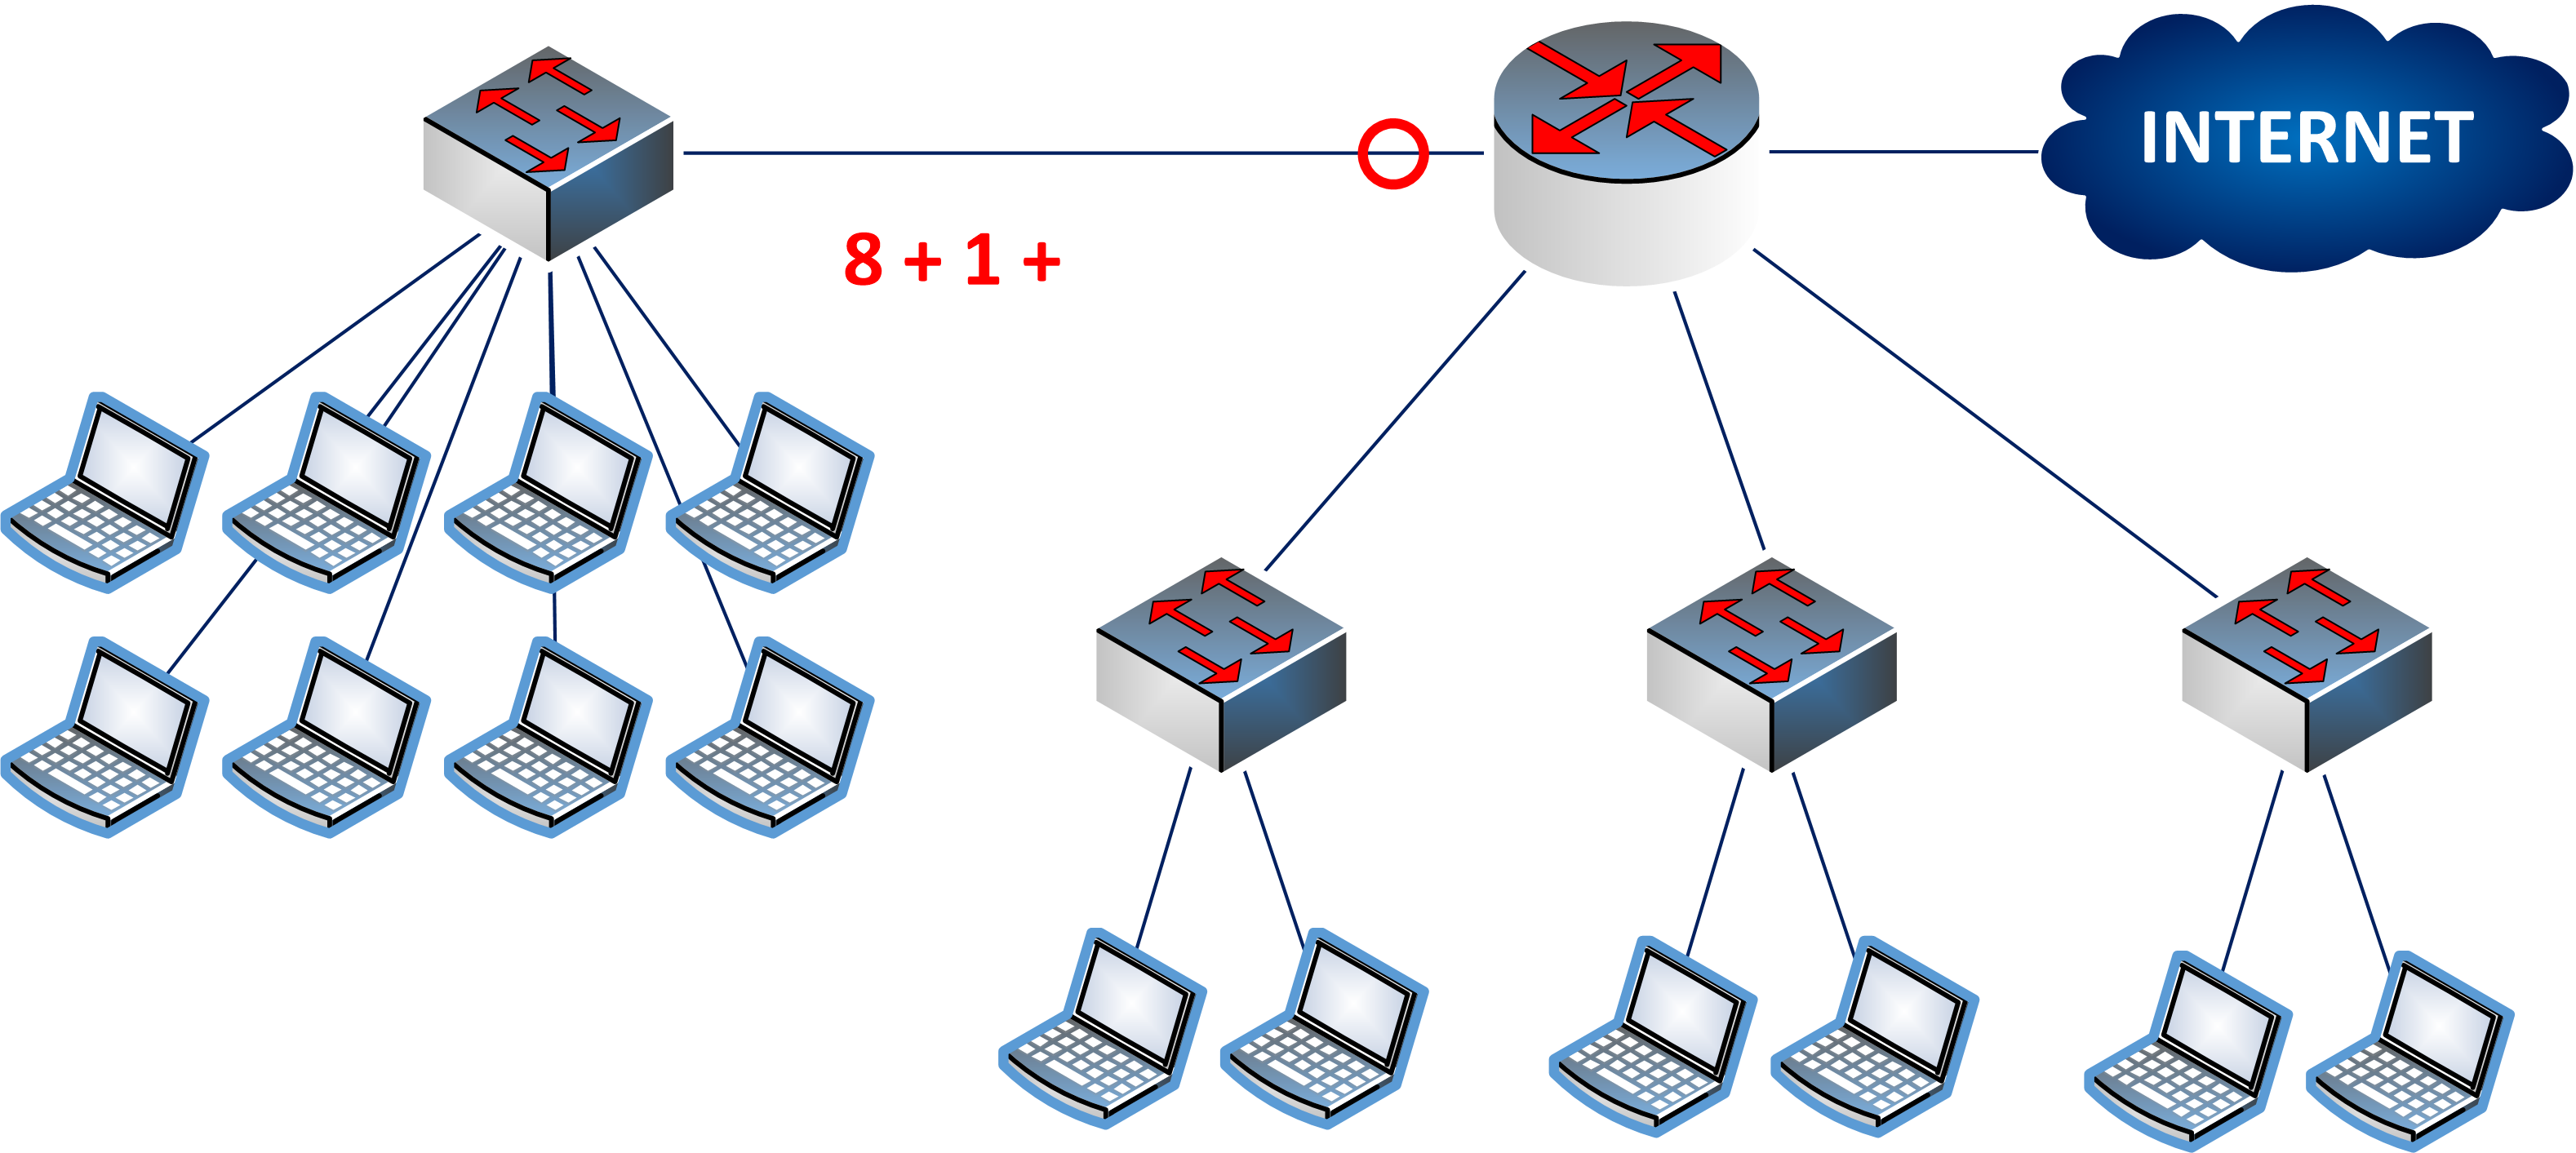 INTERNET
8 + 1 +